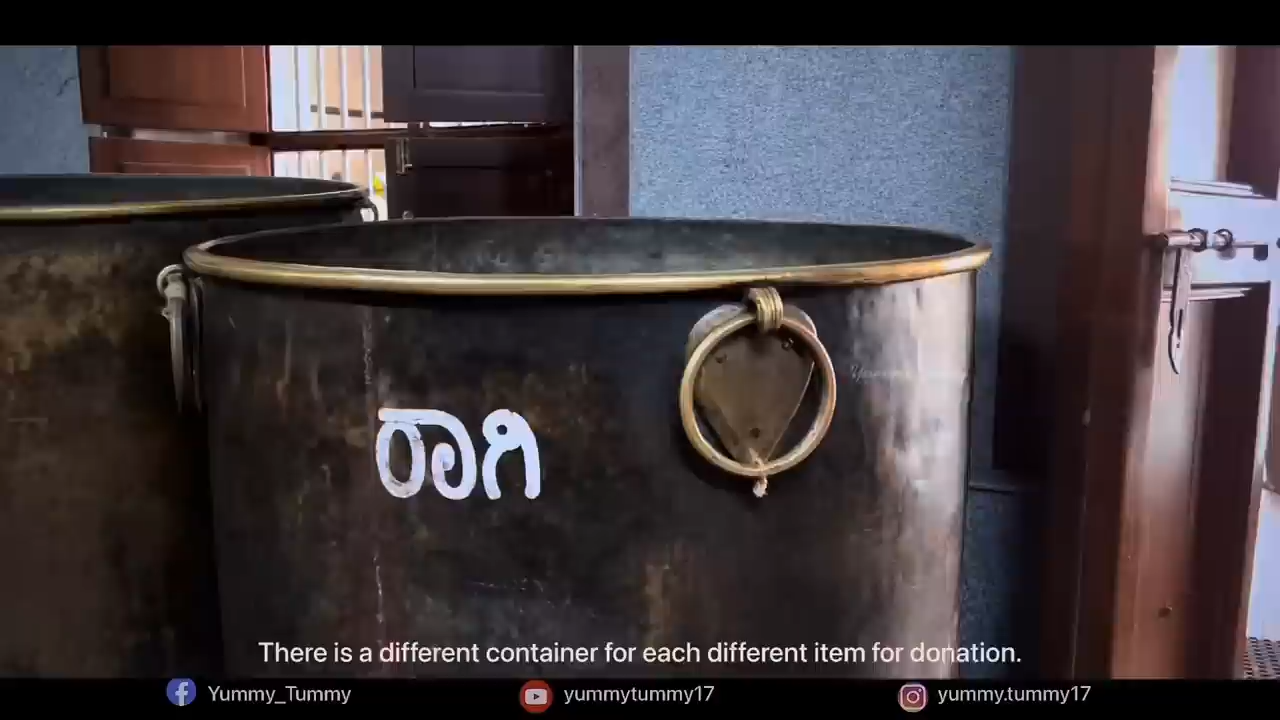 ರಾಗಿ
There is a different container for each different item for donation.
Yummy_Tummy
yummytummy17
yummy.tummy17